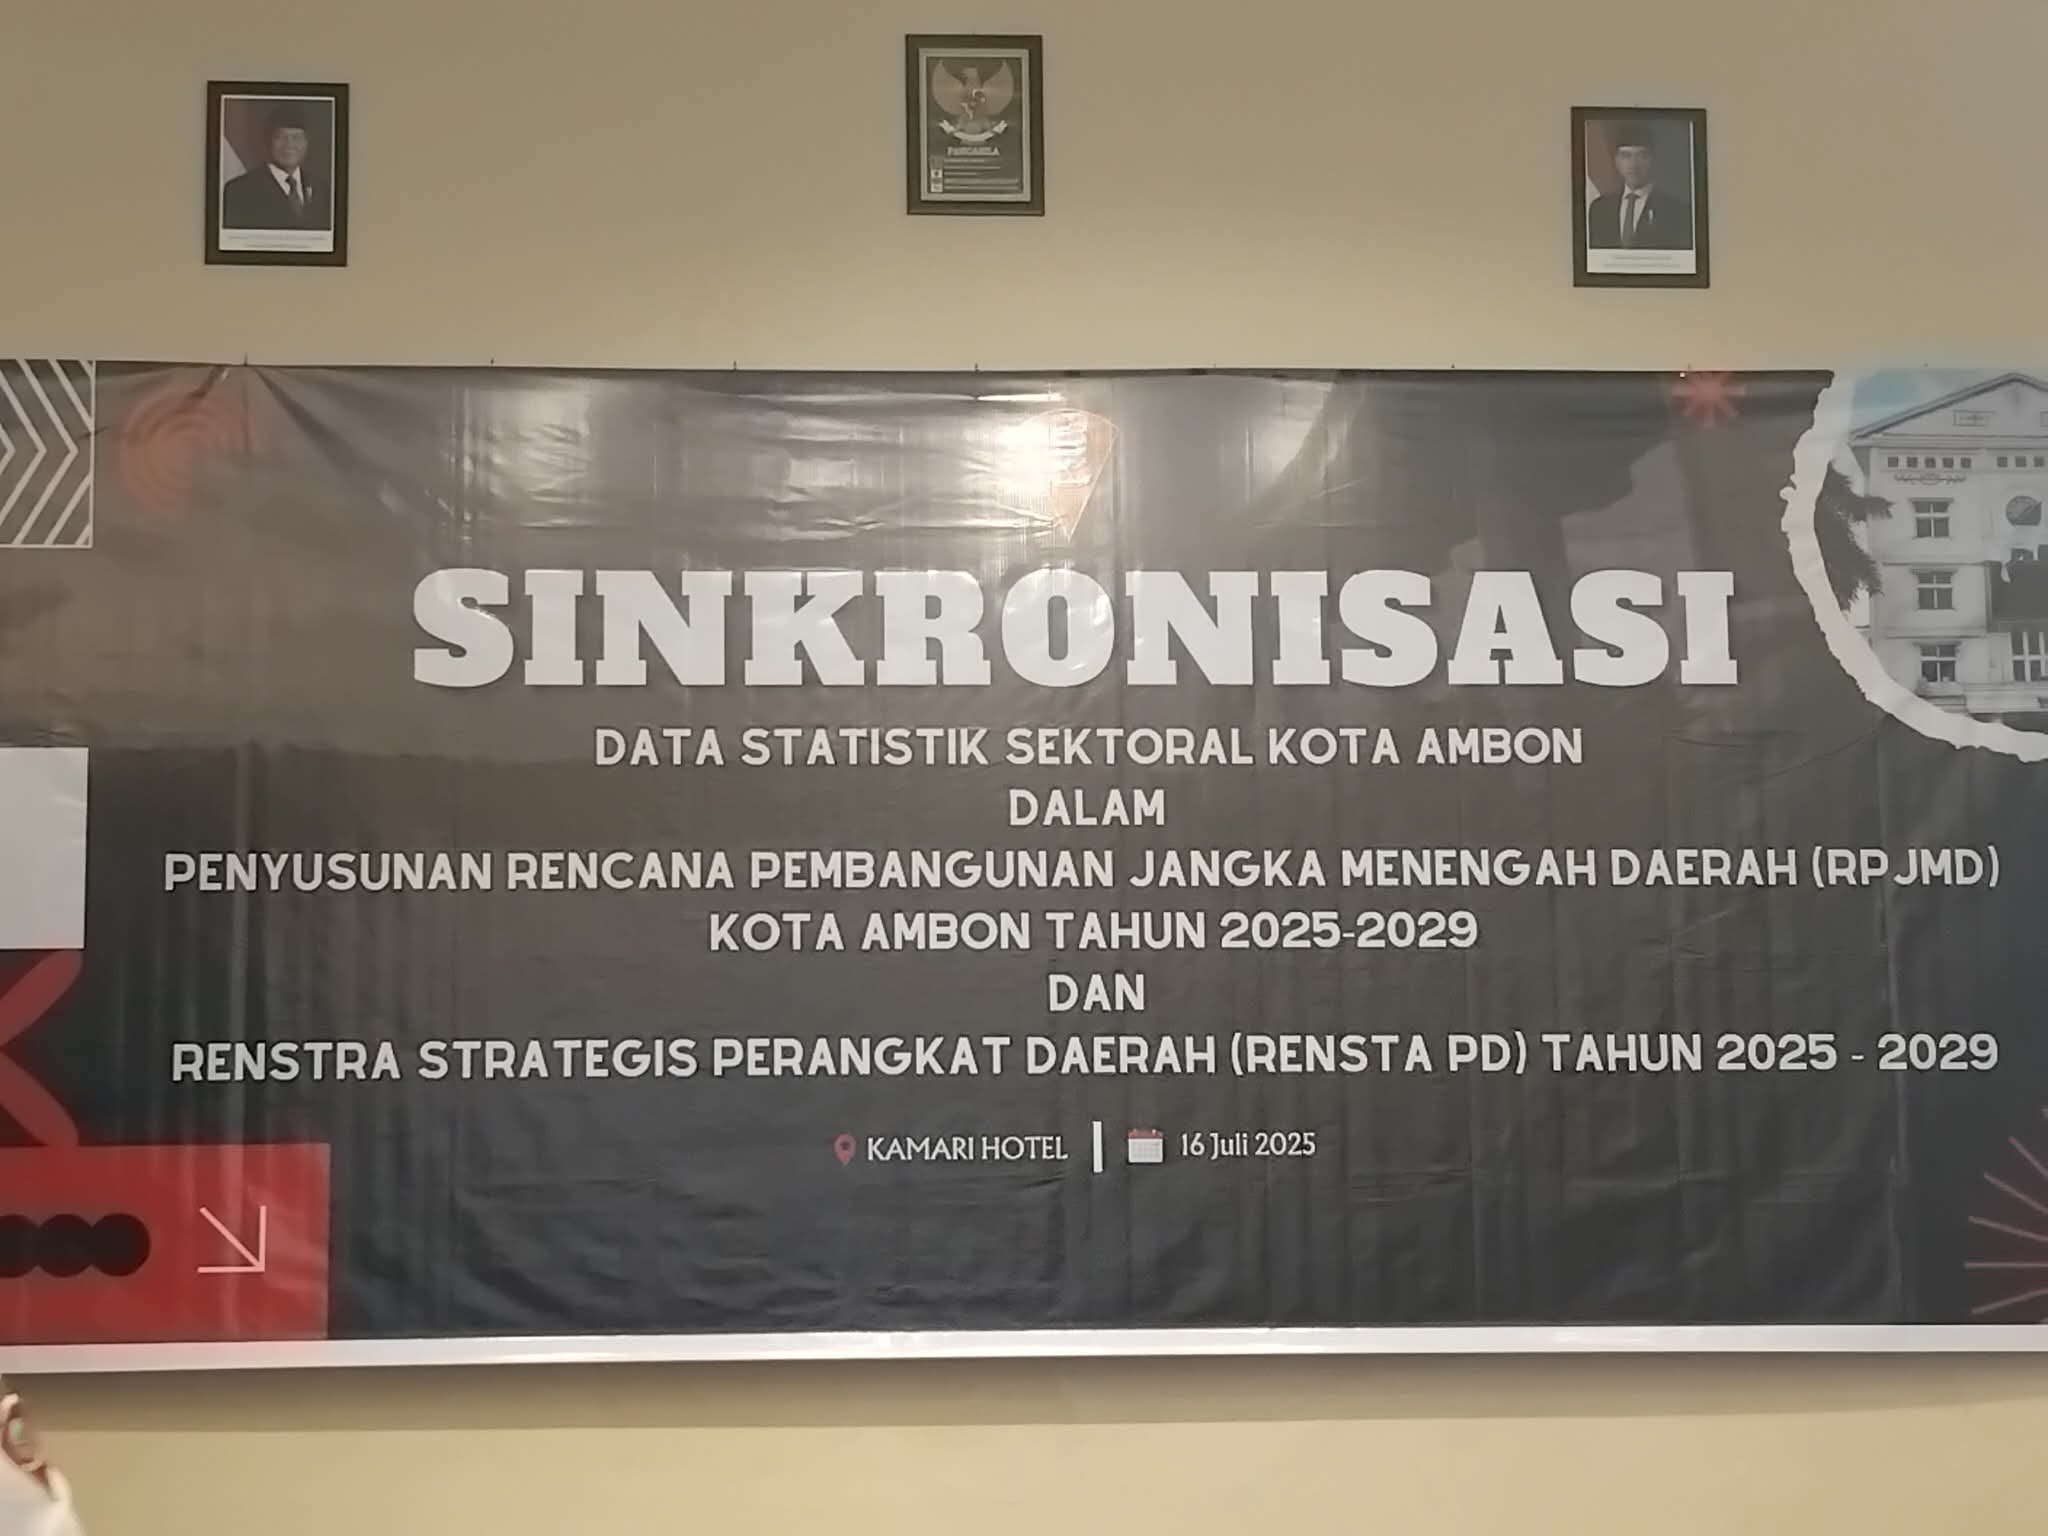 PANCASILA
SINKRONISASI
DATA STATISTIK SEKTORAL KOTA AMBON
DALAM
PENYUSUNAN RENCANA PEMBANGUNAN JANGKA MENENGAH DAERAH (RPJMD)
KOTA AMBON TAHUN 2025-2029
DAN
RENSTRA STRATEGIS PERANGKAT DAERAH (RENSTA PD) TAHUN 2025 - 2029
KAMARI HOTEL
16 Juli 2025